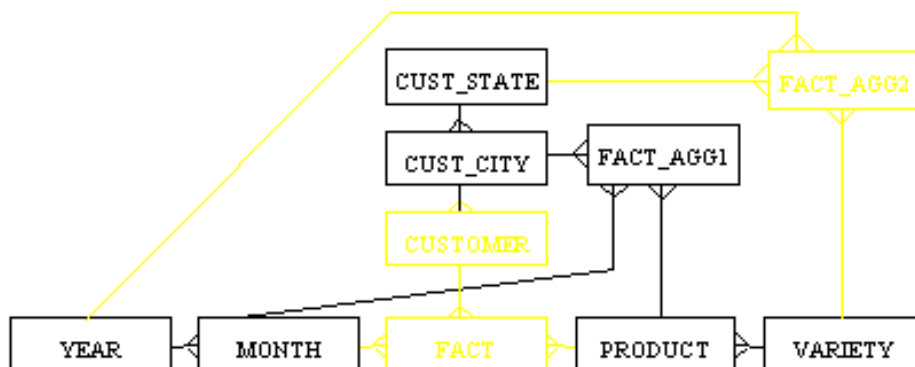 CUST_STATE
FACT_AGG2
CUST_CITY
FACT_AGG1
CUSTOMER
YEAR
MONTH
FACT
PRODUCT
VARIETY